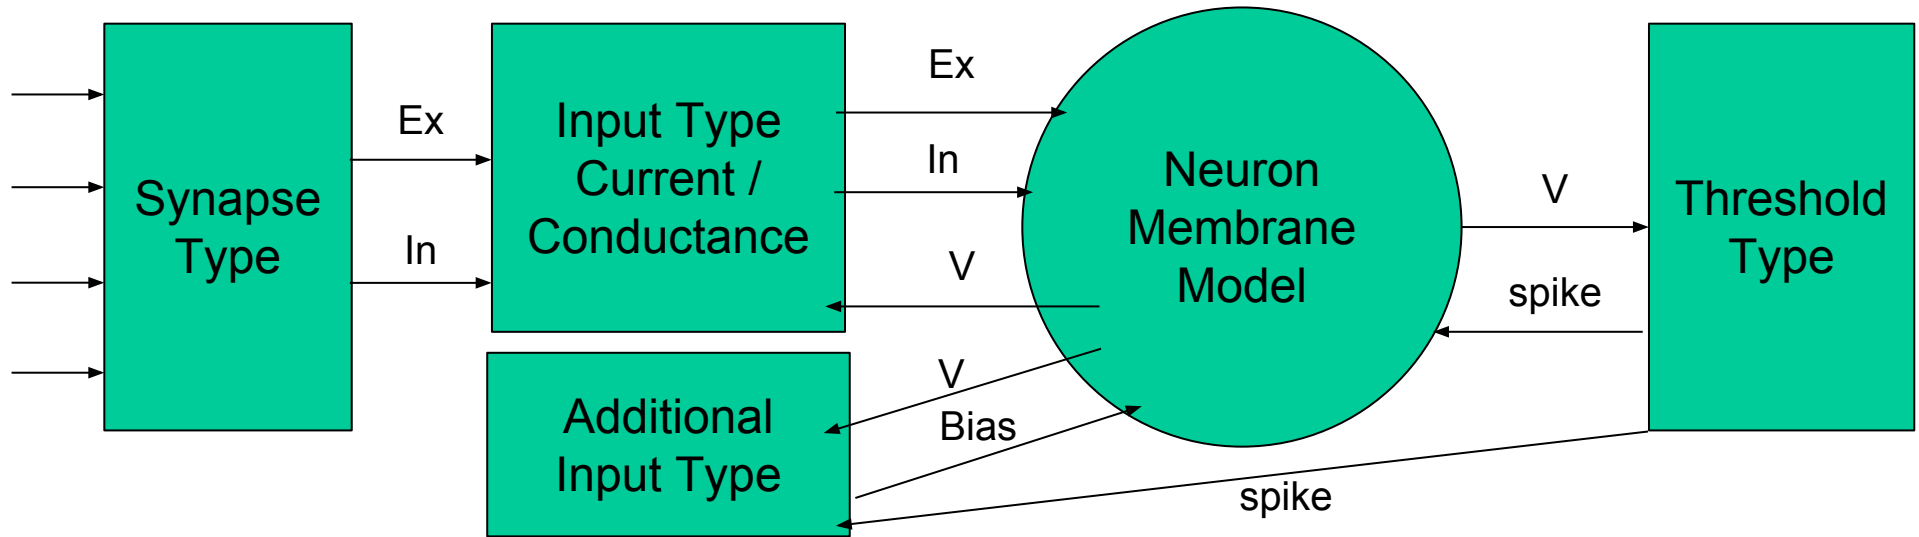 Synapse
Type
Ex
In
Input Type
Current /
Conductance
Ex
In
V
Additional
Input Type
V
Bias
Neuron
Membrane
Model
V
spike
spike
Threshold
Type